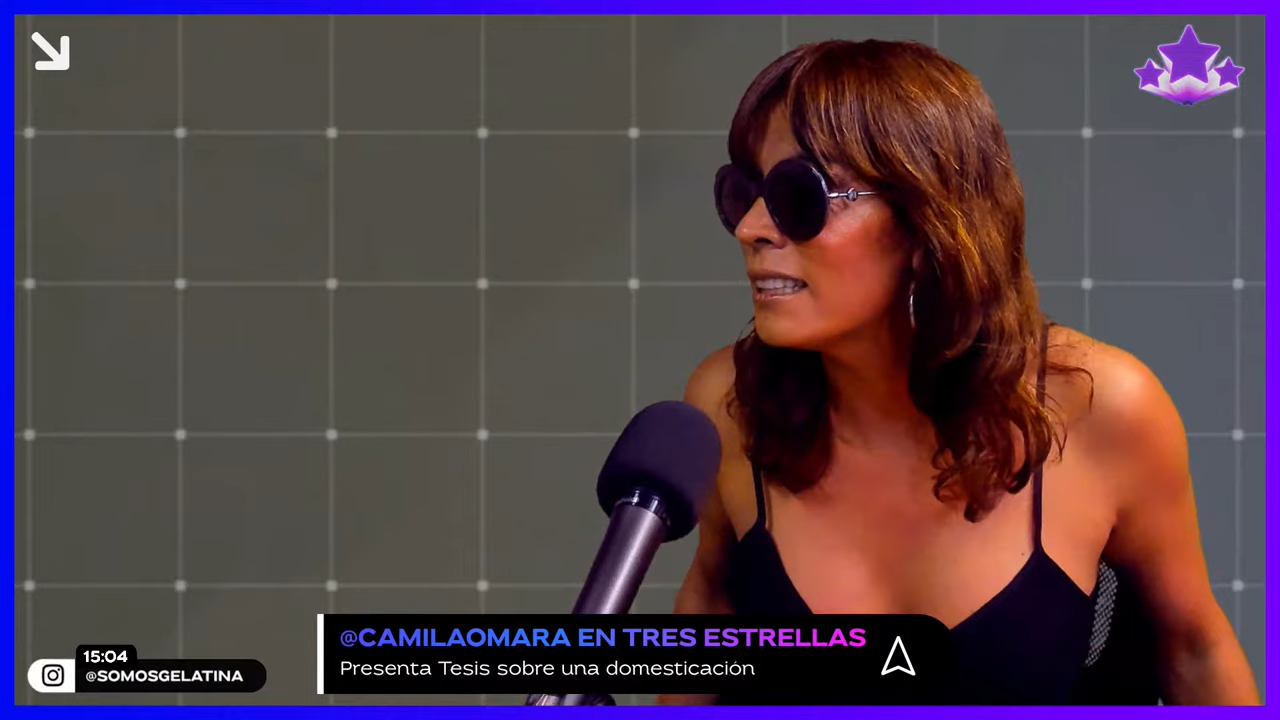 @CAMILAOMARA EN TRES ESTRELLAS
Presenta Tesis sobre una domesticación
15:04
@SOMOSGELATINA